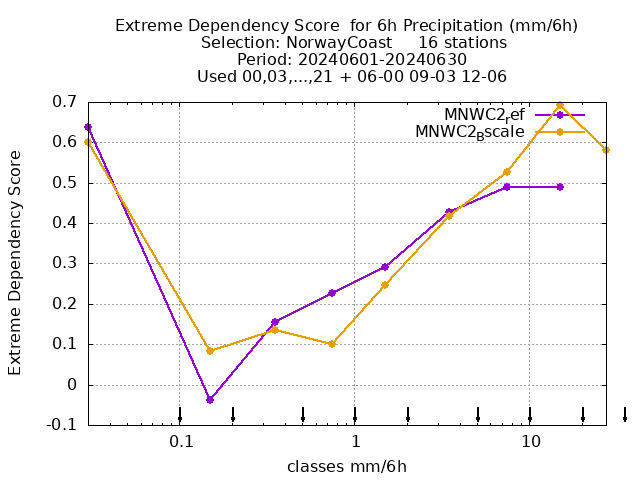 Extreme Dependency Score  for 6h Precipitation (mm/6h)
Selection: NorwayCoast     16 stations
Period: 20240601-20240630
Used 00,03,...,21 + 06-00 09-03 12-06
MNWC2ref
MNWC2Bscale
0.7
0.6
0.5
0.4
0.3
0.2
0.1
0
-0.1
Extreme Dependency Score
0.1 1 10
classes mm/6h